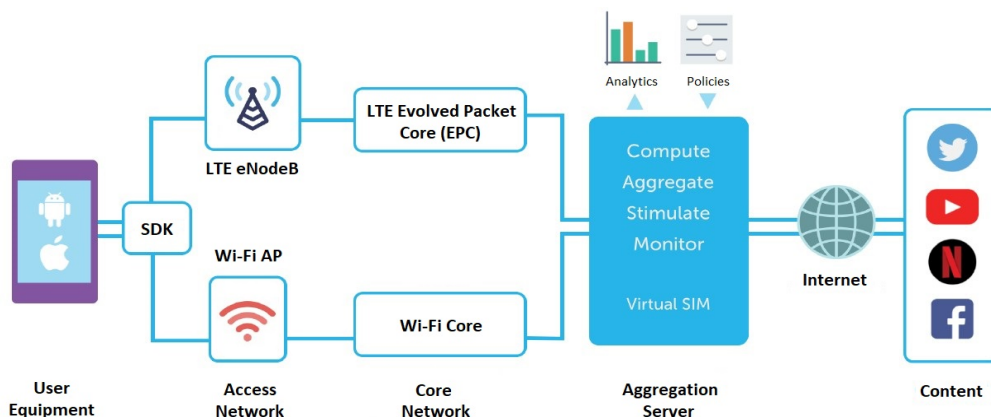 Analytics
Policies
LTE eNodeB
LTE Evolved Packet
Core (EPC)
SDK
Wi-Fi AP
Wi-Fi Core
Compute
Aggregate
Stimulate
Monitor
Virtual SIM
Internet
N
f
User
Equipment
Access
Network
Core
Network
Aggregation
Server
Content